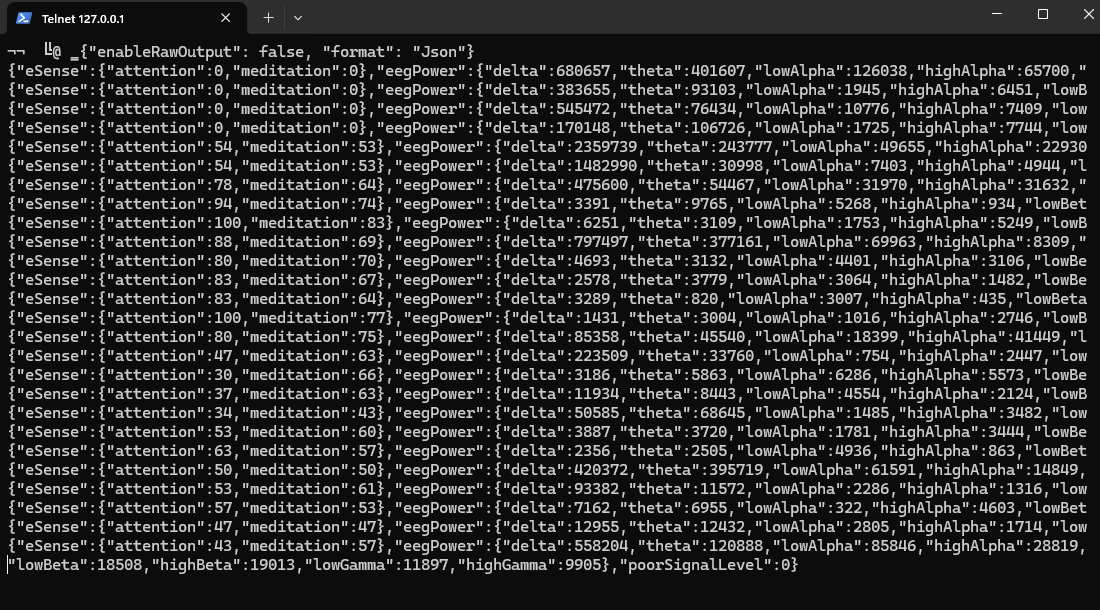 Telnet 127.0.0.1
¬¬ ╚@ _{"enableRawOutput": false, "format": "Json"}
{"eSense":{"attention":0,"meditation":0},"eegPower":{"delta":680657,"theta":401607,"lowAlpha":126038,"highAlpha":65700,"
{"eSense":{"attention":0,"meditation":0},"eegPower":{"delta":383655,"theta":93103,"lowAlpha":1945,"highAlpha":6451,"lowB
{"eSense":{"attention":0,"meditation":0},"eegPower":{"delta":545472,"theta":76434,"lowAlpha":10776,"highAlpha":7409,"low
{"eSense":{"attention":0,"meditation":0},"eegPower":{"delta":170148,"theta":106726,"lowAlpha":1725,"highAlpha":7744,"low
{"eSense":{"attention":54,"meditation":53},"eegPower":{"delta":2359739,"theta":243777,"lowAlpha":49655,"highAlpha":22930
{"eSense":{"attention":54,"meditation":53},"eegPower":{"delta":1482990,"theta":30998,"lowAlpha":7403,"highAlpha":4944,"l
{"eSense":{"attention":78,"meditation":64},"eegPower":{"delta":475600,"theta":54467,"lowAlpha":31970,"highAlpha":31632,"
{"eSense":{"attention":94,"meditation":74},"eegPower":{"delta":3391,"theta":9765,"lowAlpha":5268,"highAlpha":934,"lowBet
{"eSense":{"attention":100,"meditation":83},"eegPower":{"delta":6251,"theta":3109,"lowAlpha":1753,"highAlpha":5249,"lowB
{"eSense":{"attention":88,"meditation":69},"eegPower":{"delta":797497,"theta":377161,"lowAlpha":69963,"highAlpha":8309,"
{"eSense":{"attention":80,"meditation":70},"eegPower":{"delta":4693,"theta":3132,"lowAlpha":4401,"highAlpha":3106,"lowBe
{"eSense":{"attention":83,"meditation":67},"eegPower":{"delta":2578,"theta":3779,"lowAlpha":3064,"highAlpha":1482,"lowBe
{"eSense":{"attention":83,"meditation":64},"eegPower":{"delta":3289,"theta":820,"lowAlpha":3007,"highAlpha":435,"lowBeta
{"eSense":{"attention":100,"meditation":77},"eegPower":{"delta":1431,"theta":3004,"lowAlpha":1016,"highAlpha":2746,"lowB
{"eSense":{"attention":80,"meditation":75},"eegPower":{"delta":85358,"theta":45540,"lowAlpha":18399,"highAlpha":41449,"l
{"eSense":{"attention":47,"meditation":63},"eegPower":{"delta":223509,"theta":33760,"lowAlpha":754,"highAlpha":2447,"low
{"eSense":{"attention":30,"meditation":66},"eegPower":{"delta":3186,"theta":5863,"lowAlpha":6286,"highAlpha":5573,"lowBe
{"eSense":{"attention":37,"meditation":63},"eegPower":{"delta":11934,"theta":8443,"lowAlpha":4554,"highAlpha":2124,"lowB
{"eSense":{"attention":34,"meditation":43},"eegPower":{"delta":50585,"theta":68645,"lowAlpha":1485,"highAlpha":3482,"low
{"eSense":{"attention":53,"meditation":60},"eegPower":{"delta":3887,"theta":3720,"lowAlpha":1781,"highAlpha":3444,"lowBe
{"eSense":{"attention":63,"meditation":57},"eegPower":{"delta":2356,"theta":2505,"lowAlpha":4936,"highAlpha":863,"lowBet
{"eSense":{"attention":50,"meditation":50},"eegPower":{"delta":420372,"theta":395719,"lowAlpha":61591,"highAlpha":14849,
{"eSense":{"attention":53,"meditation":61},"eegPower":{"delta":93382,"theta":11572,"lowAlpha":2286,"highAlpha":1316,"low
{"eSense":{"attention":57,"meditation":53},"eegPower":{"delta":7162,"theta":6955,"lowAlpha":322,"highAlpha":4603,"lowBet
{"eSense":{"attention":47,"meditation":47},"eegPower":{"delta":12955,"theta":12432,"lowAlpha":2805,"highAlpha":1714,"low
{"eSense":{"attention":43,"meditation":57},"eegPower":{"delta":558204,"theta":120888,"lowAlpha":85846,"highAlpha":28819,
"lowBeta":18508,"highBeta":19013,"lowGamma":11897,"highGamma":9905},"poorSignalLevel":0}